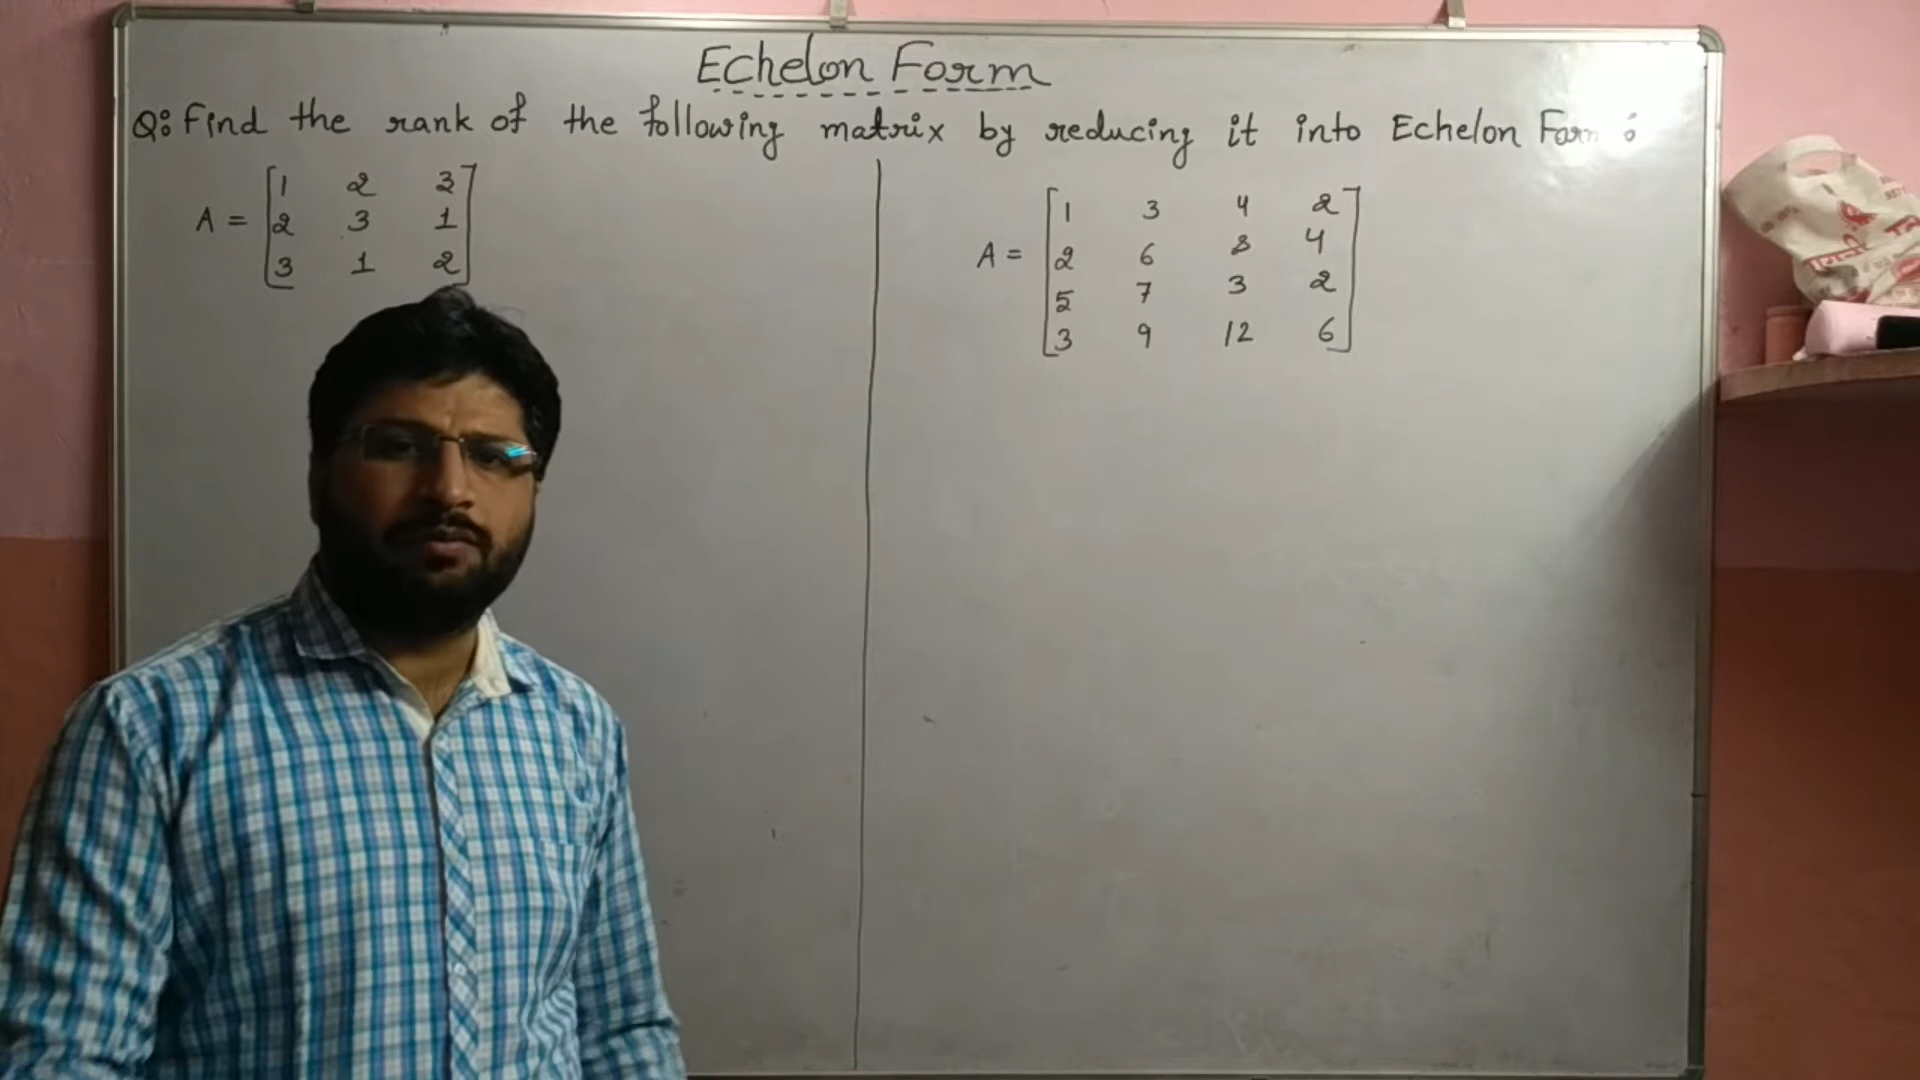 Echelon Form
Q: Find the rank of the following matrix by reducing it into Echelon Form :
A = [1 2 3
2 3 1
3 1 2]
A = [1 3 4 2
2 6 8 4
5 7 3 2
3 9 12 6]